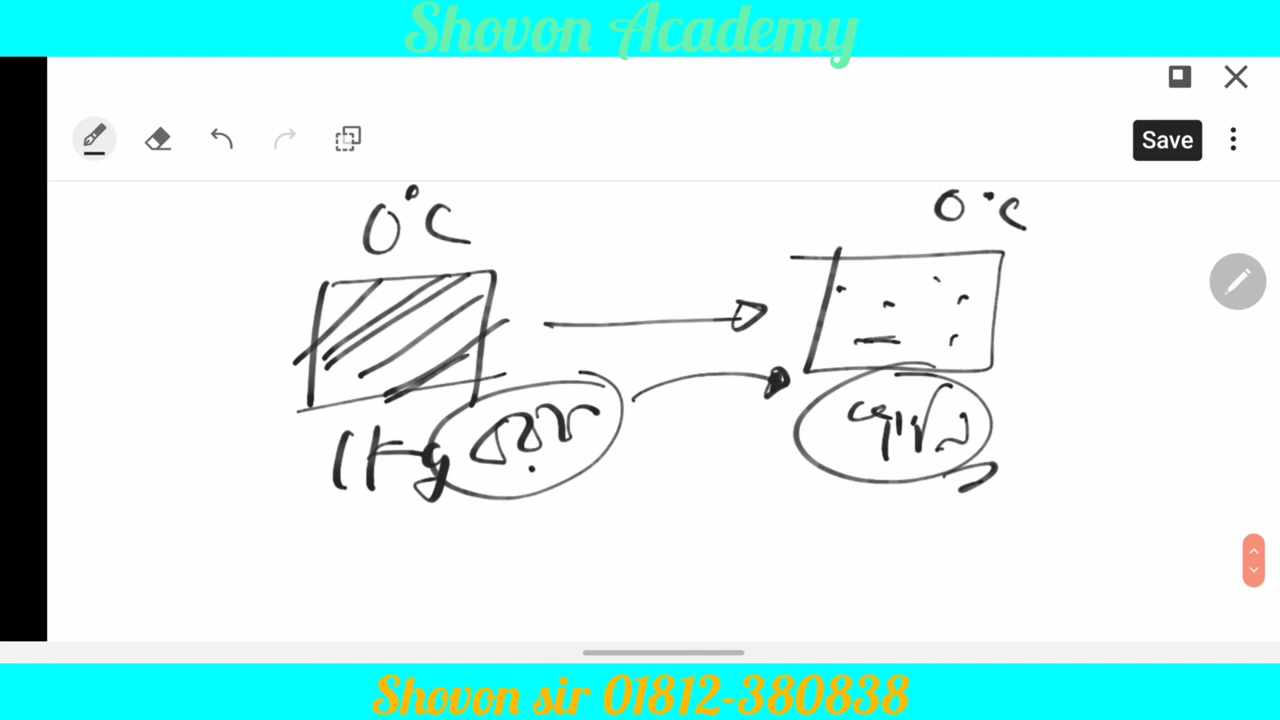 Shovon Academy
Save
0°C
0°C
1kg বরফ
পানি
Shovon sir 01812-380838